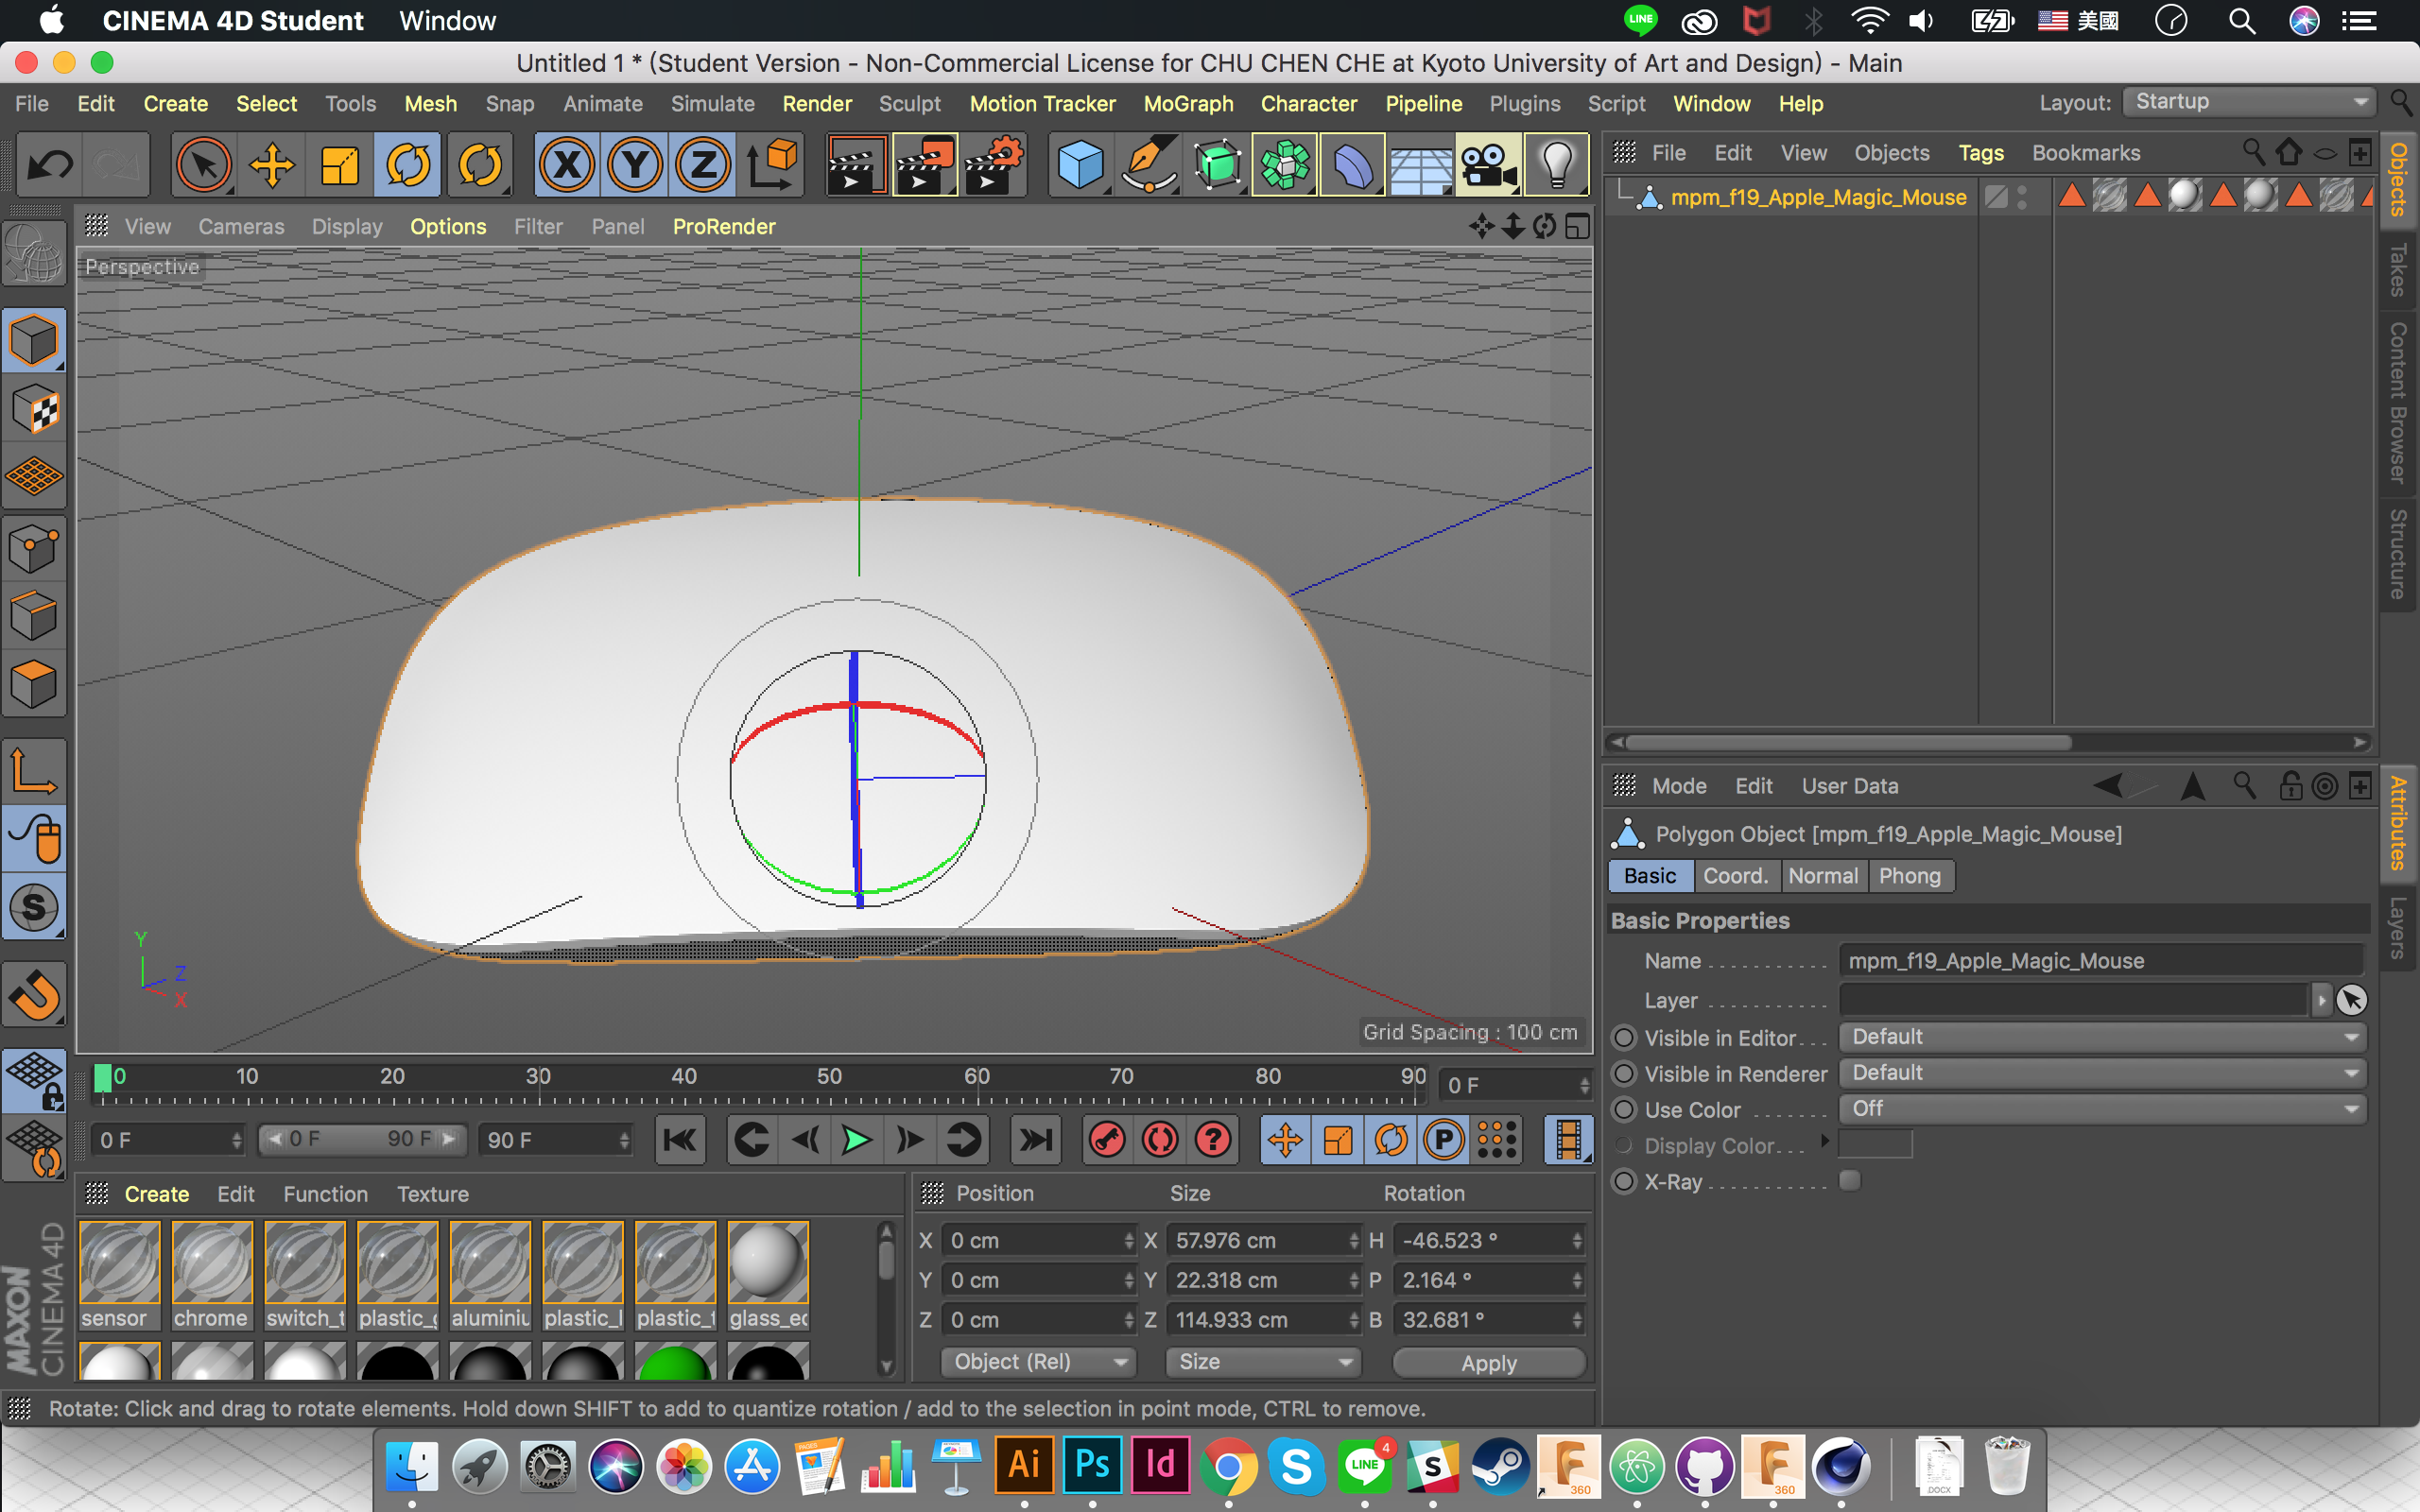 CINEMA 4D Student Window
LINE 美國
Untitled 1 * (Student Version - Non-Commercial License for CHU CHEN CHE at Kyoto University of Art and Design) - Main
File Edit Create Select Tools Mesh Snap Animate Simulate Render Sculpt Motion Tracker MoGraph Character Pipeline Plugins Script Window Help Layout: Startup
X Y Z
File Edit View Objects Tags Bookmarks
mpm_f19_Apple_Magic_Mouse
Objects
Takes
Content Browser
Structure
View Cameras Display Options Filter Panel ProRender
Perspective
Y
Z
X
Grid Spacing : 100 cm
S
Mode Edit User Data
Polygon Object [mpm_f19_Apple_Magic_Mouse]
Basic Coord. Normal Phong
Basic Properties
Name mpm_f19_Apple_Magic_Mouse
Layer
Visible in Editor Default
Visible in Renderer Default
Use Color Off
Display Color
X-Ray
Attributes
Layers
0 10 20 30 40 50 60 70 80 90 0 F
0 F 0 F 90 F 90 F ? P
Create Edit Function Texture
sensor chrome switch_t plastic_g aluminiu plastic_l plastic_t glass_ec
Position Size Rotation
X 0 cm X 57.976 cm H -46.523 °
Y 0 cm Y 22.318 cm P 2.164 °
Z 0 cm Z 114.933 cm B 32.681 °
Object (Rel) Size Apply
MAXON
CINEMA 4D
Rotate: Click and drag to rotate elements. Hold down SHIFT to add to quantize rotation / add to the selection in point mode, CTRL to remove.
PAGES Ai Ps Id S LINE 4 S F 360 F 360 .DOCX